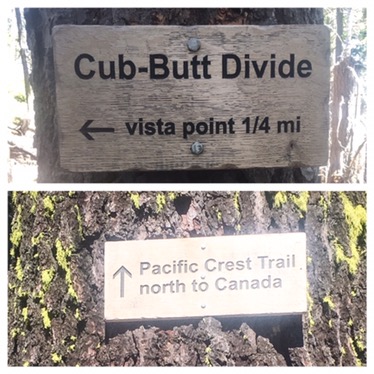 Cub-Butt Divide
← vista point 1/4 mi
↑ Pacific Crest Trail
north to Canada